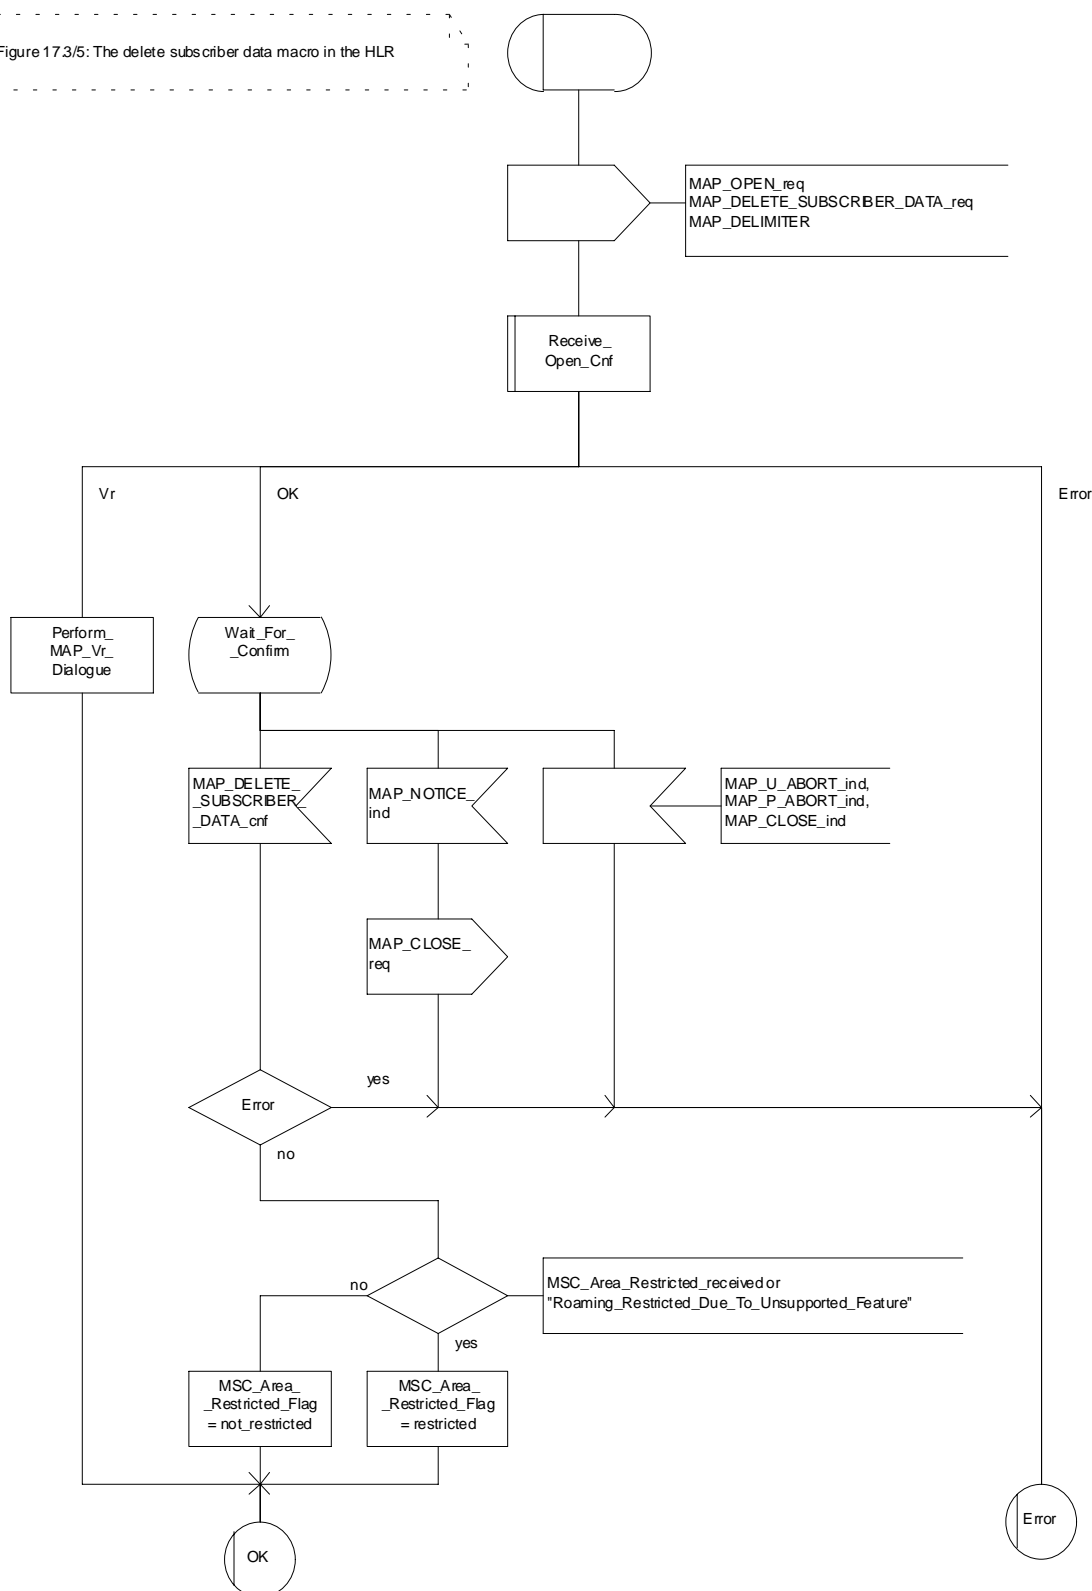 Figure 17.3/5: The delete subscriber data macro in the HLR
MAP_OPEN_req
MAP_DELETE_SUBSCRIBER_DATA_req
MAP_DELIMITER
Receive_
Open_Cnf
Vr
OK
Error
Perform_
MAP_Vr_
Dialogue
Wait_For_
_Confirm
MAP_DELETE_
_SUBSCRIBER_
_DATA_cnf
MAP_NOTICE_
ind
MAP_U_ABORT_ind,
MAP_P_ABORT_ind,
MAP_CLOSE_ind
MAP_CLOSE_
req
yes
Error
no
no
MSC_Area_Restricted_received or
"Roaming_Restricted_Due_To_Unsupported_Feature"
yes
MSC_Area_
_Restricted_Flag
= not_restricted
MSC_Area_
_Restricted_Flag
= restricted
Error
OK